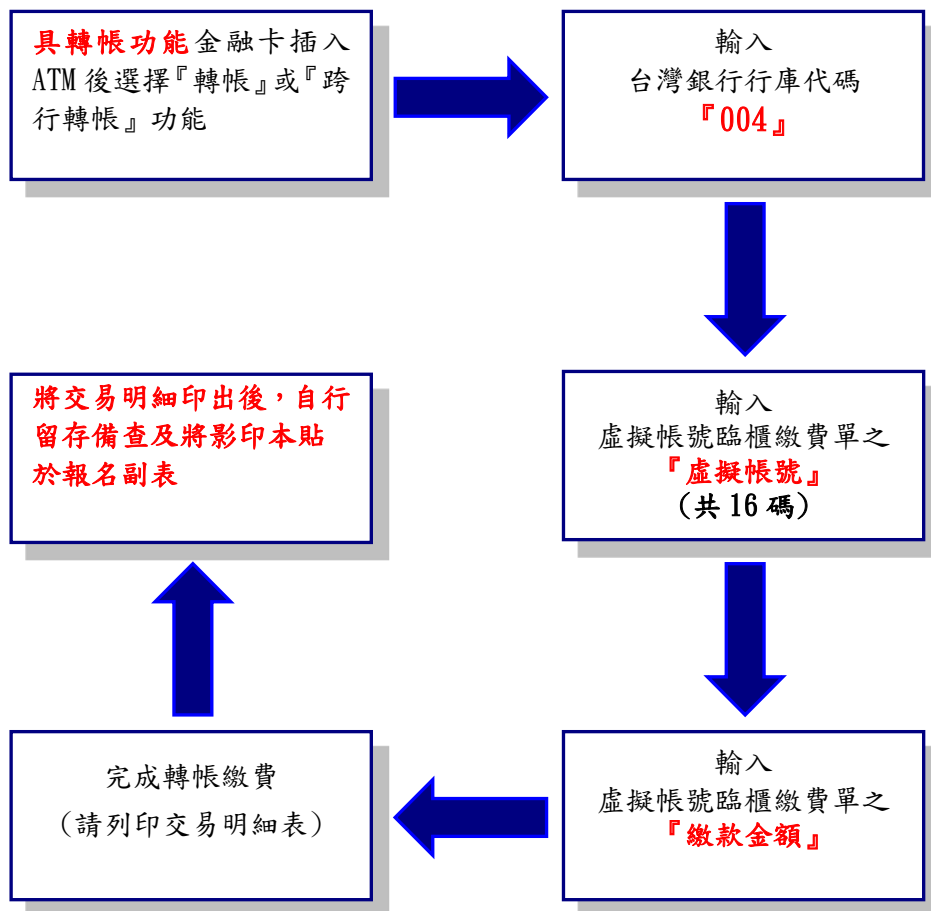 具轉帳功能金融卡插入
ATM 後選擇『轉帳』或『跨
行轉帳』功能
輸入
台灣銀行行庫代碼
『004』
輸入
虛擬帳號臨櫃繳費單之
『虛擬帳號』
(共 16 碼)
輸入
虛擬帳號臨櫃繳費單之
『繳款金額』
完成轉帳繳費
(請列印交易明細表)
將交易明細印出後，自行
留存備查及將影印本貼
於報名副表